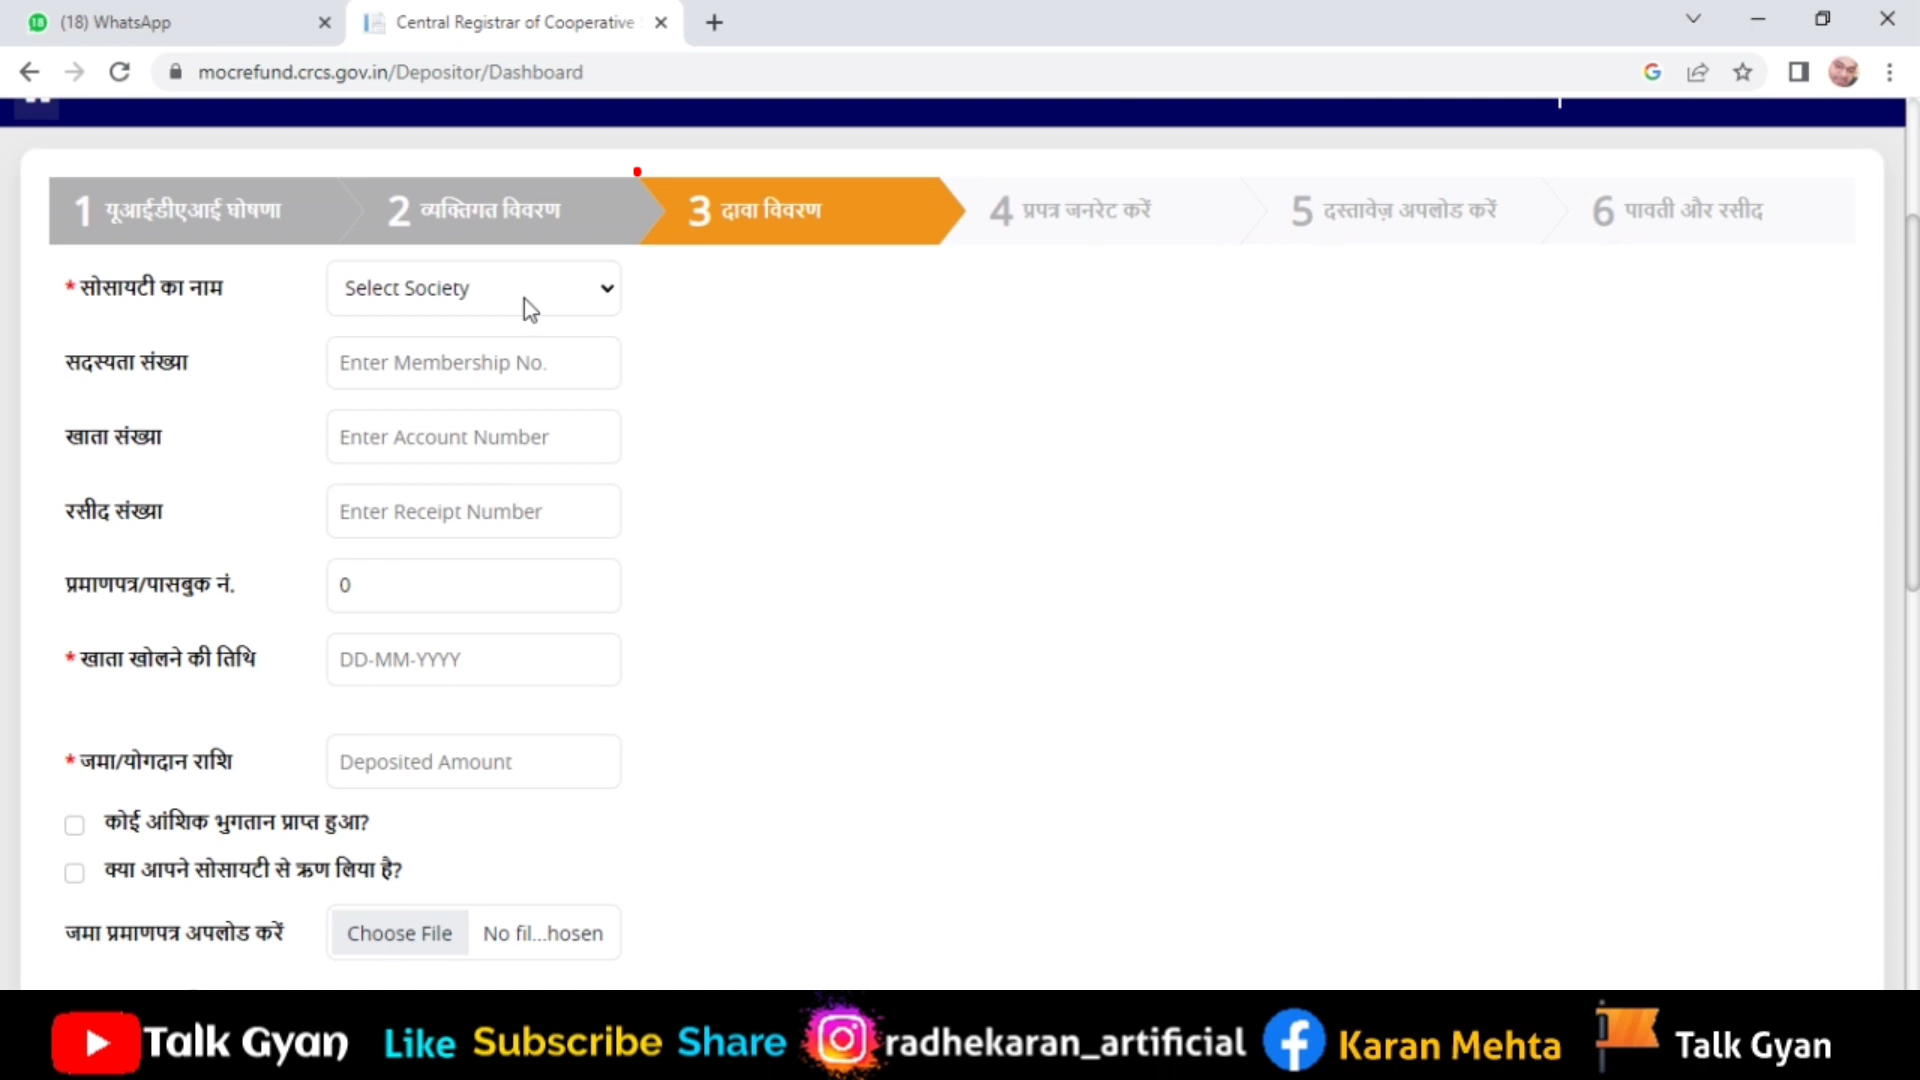 (18) WhatsApp
Central Registrar of Cooperative
mocrefund.crcs.gov.in/Depositor/Dashboard
1 यूआईडीएआई घोषणा 2 व्यक्तिगत विवरण 3 दावा विवरण 4 प्रपत्र जनरेट करें 5 दस्तावेज़ अपलोड करें 6 पावती और रसीद
* सोसायटी का नाम Select Society
सदस्यता संख्या Enter Membership No.
खाता संख्या Enter Account Number
रसीद संख्या Enter Receipt Number
प्रमाणपत्र/पासबुक नं. 0
* खाता खोलने की तिथि DD-MM-YYYY
* जमा/योगदान राशि Deposited Amount
कोई आंशिक भुगतान प्राप्त हुआ?
क्या आपने सोसायटी से ऋण लिया है?
जमा प्रमाणपत्र अपलोड करें Choose File No fil...hosen
Talk Gyan Like Subscribe Share radhekaran_artificial Karan Mehta Talk Gyan